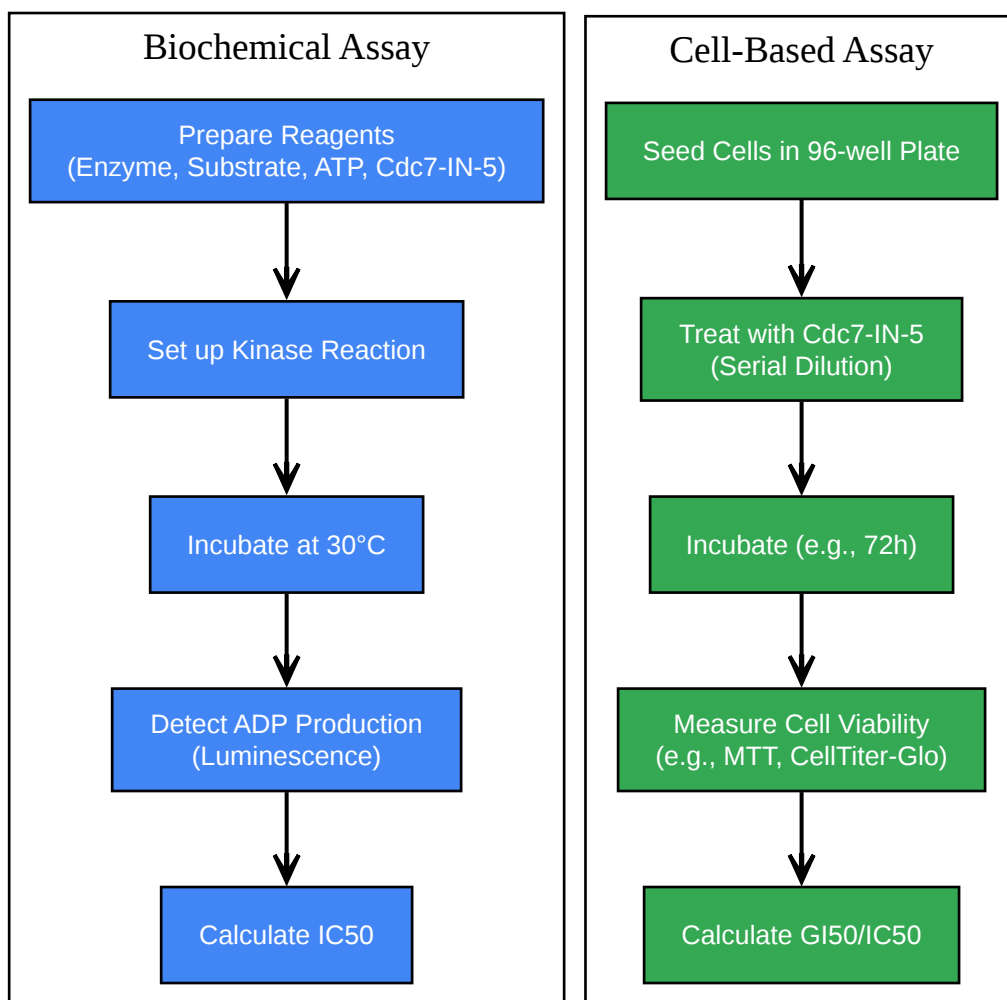 Biochemical Assay
Prepare Reagents
(Enzyme, Substrate, ATP, Cdc7-IN-5)
Set up Kinase Reaction
Incubate at 30°C
Detect ADP Production
(Luminescence)
Calculate IC50
Cell-Based Assay
Seed Cells in 96-well Plate
Treat with Cdc7-IN-5
(Serial Dilution)
Incubate (e.g., 72h)
Measure Cell Viability
(e.g., MTT, CellTiter-Glo)
Calculate GI50/IC50